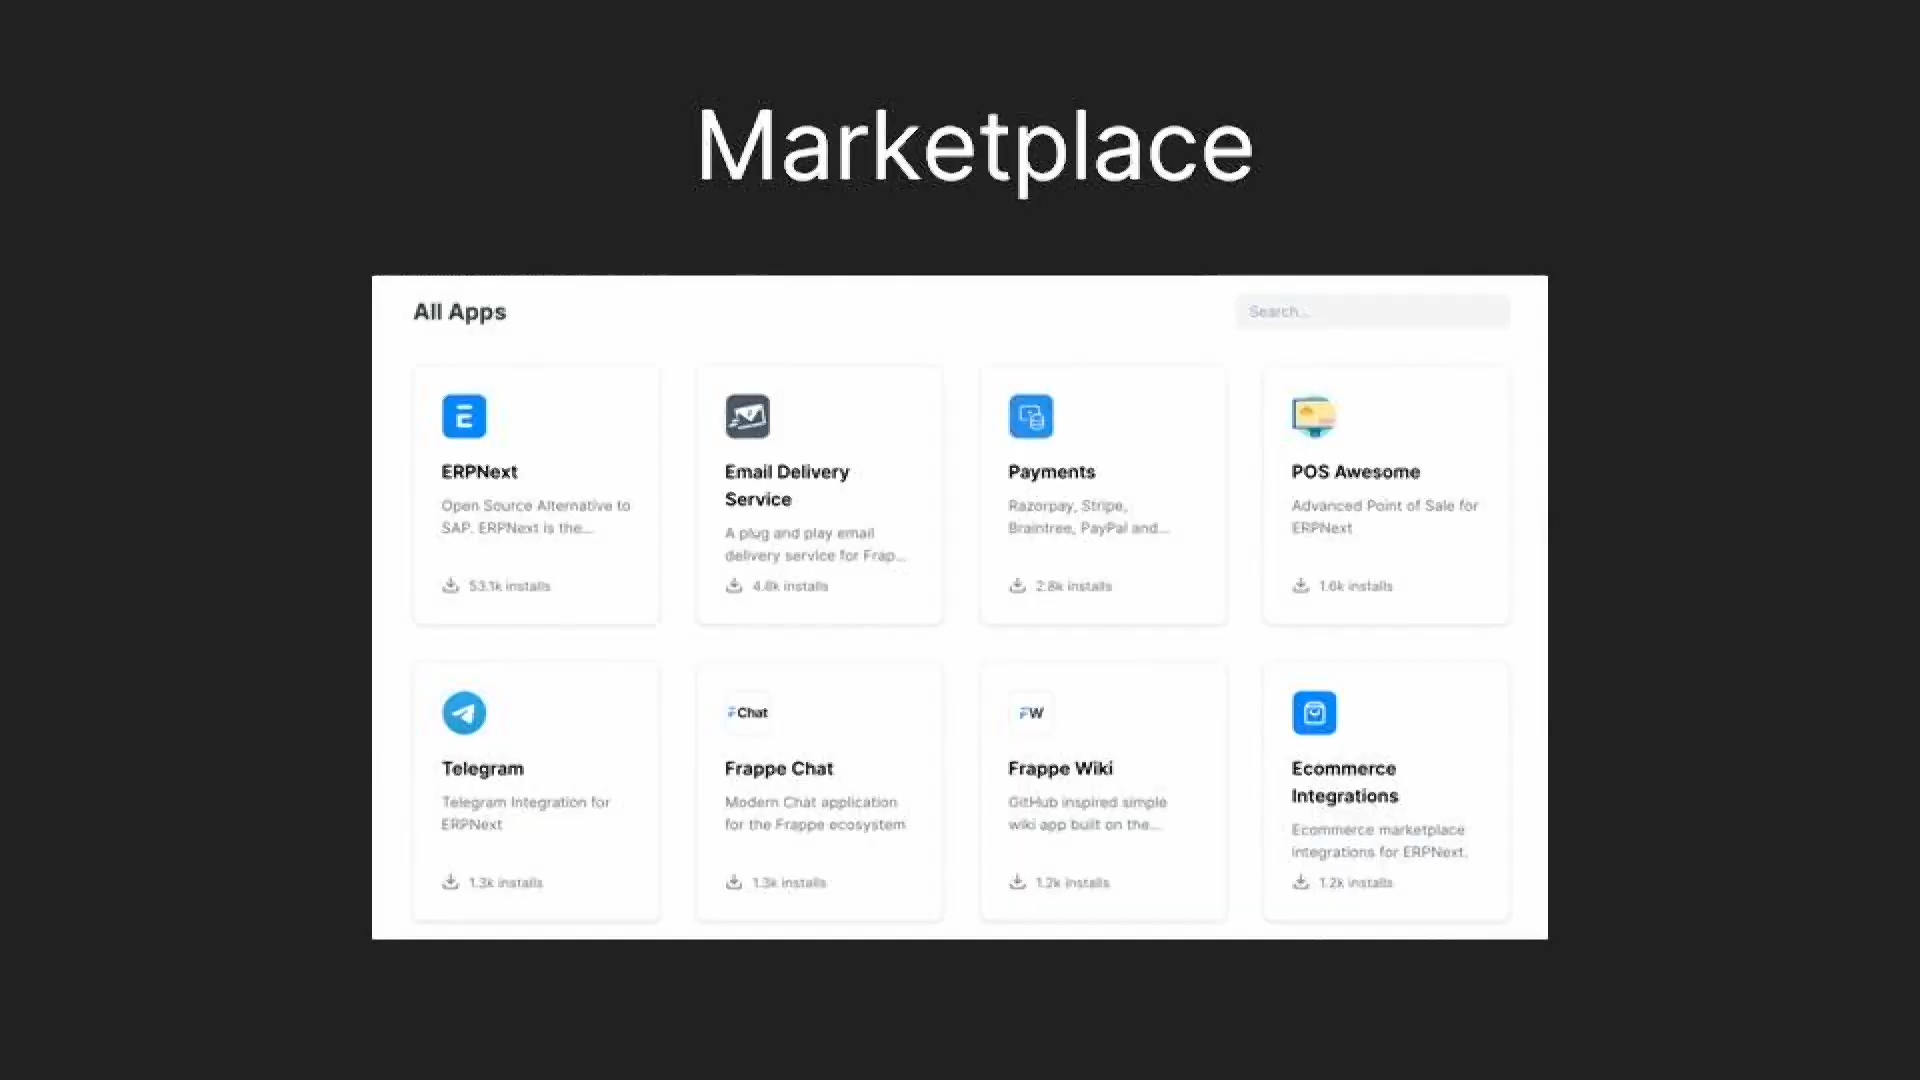 Marketplace
All Apps
Search...
ERPNext
Open Source Alternative to
SAP. ERPNext is the...
53.1k installs
Email Delivery
Service
A plug and play email
delivery service for Frap...
4.8k installs
Payments
Razorpay, Stripe,
Braintree, PayPal and...
2.8k installs
POS Awesome
Advanced Point of Sale for
ERPNext
1.6k installs
Telegram
Telegram Integration for
ERPNext
1.3k installs
Chat
Frappe Chat
Modern Chat application
for the Frappe ecosystem
1.3k installs
FW
Frappe Wiki
GitHub inspired simple
wiki app built on the...
1.2k installs
Ecommerce
Integrations
Ecommerce marketplace
integrations for ERPNext.
1.2k installs